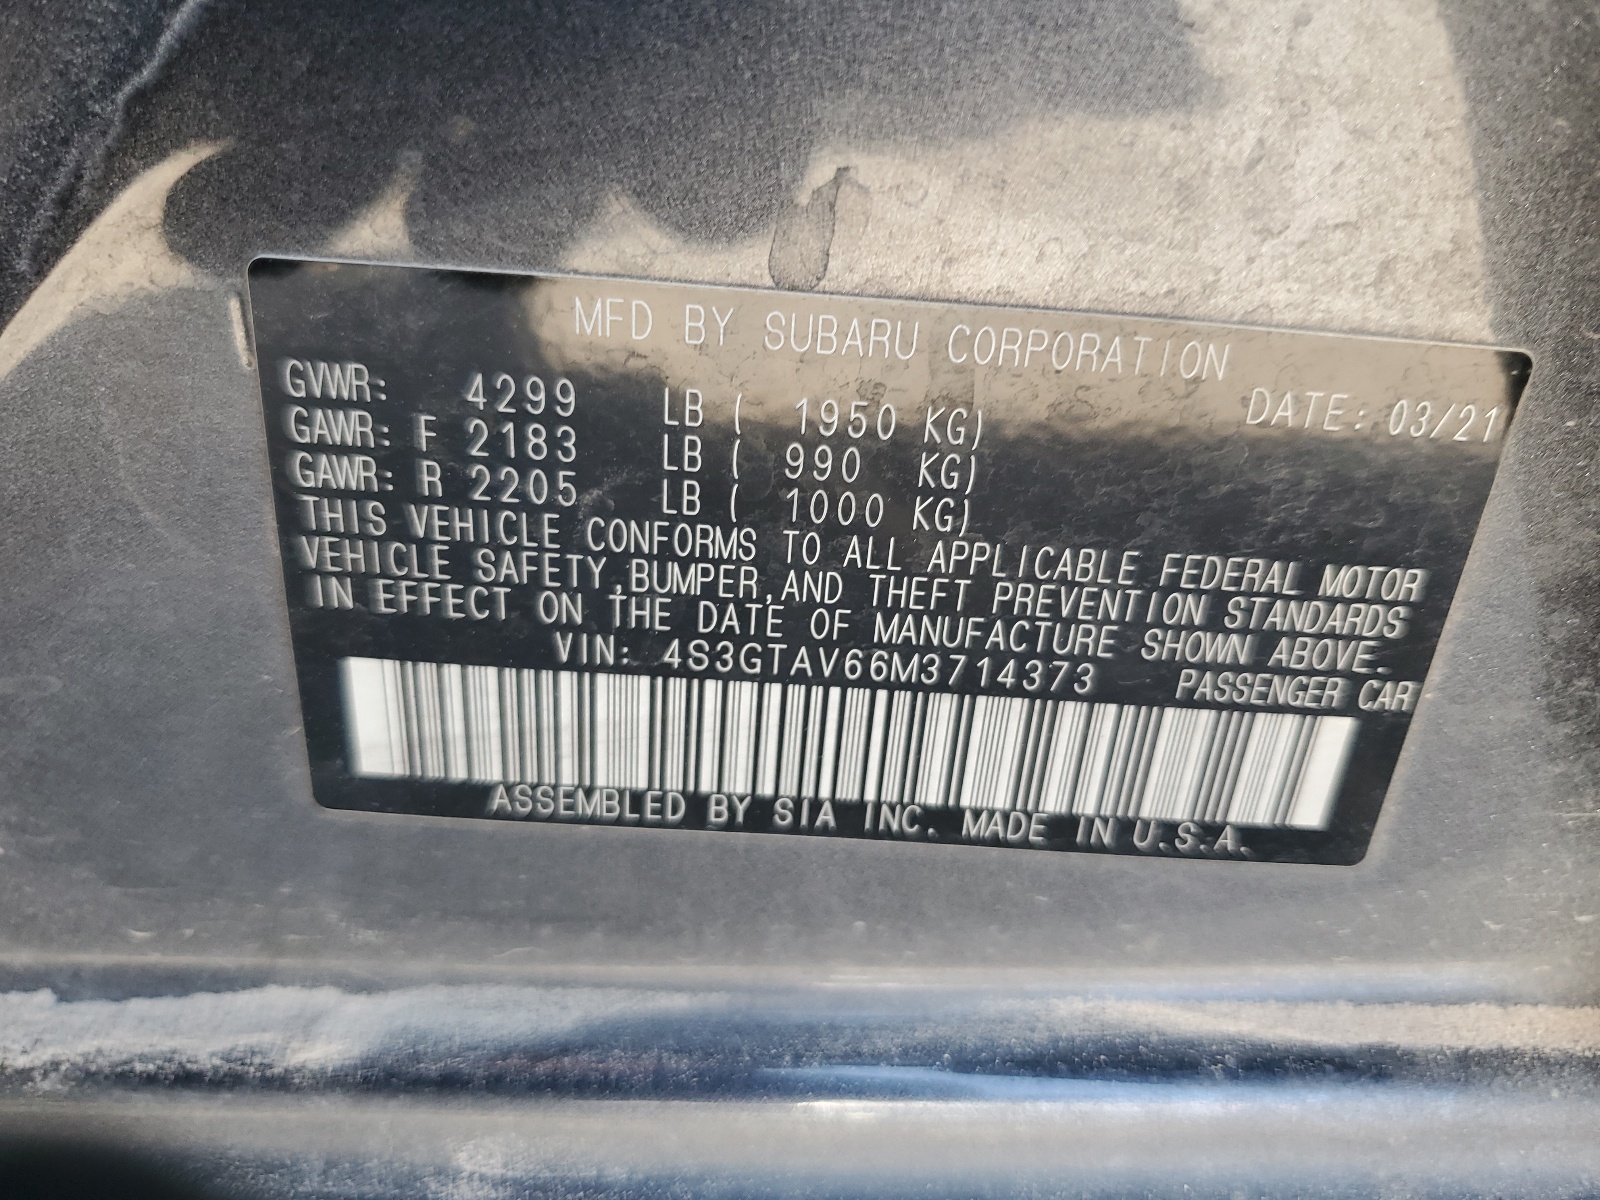 MFD BY SUBARU CORPORATION
GVWR: 4299 LB ( 1950 KG) DATE: 03/21
GAWR: F 2183 LB ( 990 KG)
GAWR: R 2205 LB ( 1000 KG)
THIS VEHICLE CONFORMS TO ALL APPLICABLE FEDERAL MOTOR
VEHICLE SAFETY,BUMPER,AND THEFT PREVENTION STANDARDS
IN EFFECT ON THE DATE OF MANUFACTURE SHOWN ABOVE.
VIN: 4S3GTAV66M3714373 PASSENGER CAR
ASSEMBLED BY SIA INC. MADE IN U.S.A.